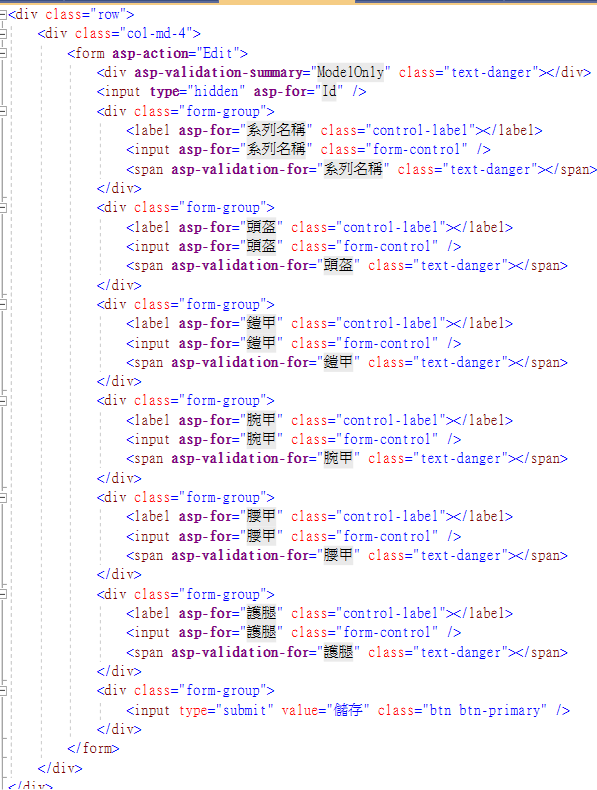 <div class="row">
<div class="col-md-4">
<form asp-action="Edit">
<div asp-validation-summary="ModelOnly" class="text-danger"></div>
<input type="hidden" asp-for="Id" />
<div class="form-group">
<label asp-for="系列名稱" class="control-label"></label>
<input asp-for="系列名稱" class="form-control" />
<span asp-validation-for="系列名稱" class="text-danger"></span>
</div>
<div class="form-group">
<label asp-for="頭盔" class="control-label"></label>
<input asp-for="頭盔" class="form-control" />
<span asp-validation-for="頭盔" class="text-danger"></span>
</div>
<div class="form-group">
<label asp-for="鎧甲" class="control-label"></label>
<input asp-for="鎧甲" class="form-control" />
<span asp-validation-for="鎧甲" class="text-danger"></span>
</div>
<div class="form-group">
<label asp-for="腕甲" class="control-label"></label>
<input asp-for="腕甲" class="form-control" />
<span asp-validation-for="腕甲" class="text-danger"></span>
</div>
<div class="form-group">
<label asp-for="腰甲" class="control-label"></label>
<input asp-for="腰甲" class="form-control" />
<span asp-validation-for="腰甲" class="text-danger"></span>
</div>
<div class="form-group">
<label asp-for="護腿" class="control-label"></label>
<input asp-for="護腿" class="form-control" />
<span asp-validation-for="護腿" class="text-danger"></span>
</div>
<div class="form-group">
<input type="submit" value="儲存" class="btn btn-primary" />
</div>
</form>
</div>
</div>